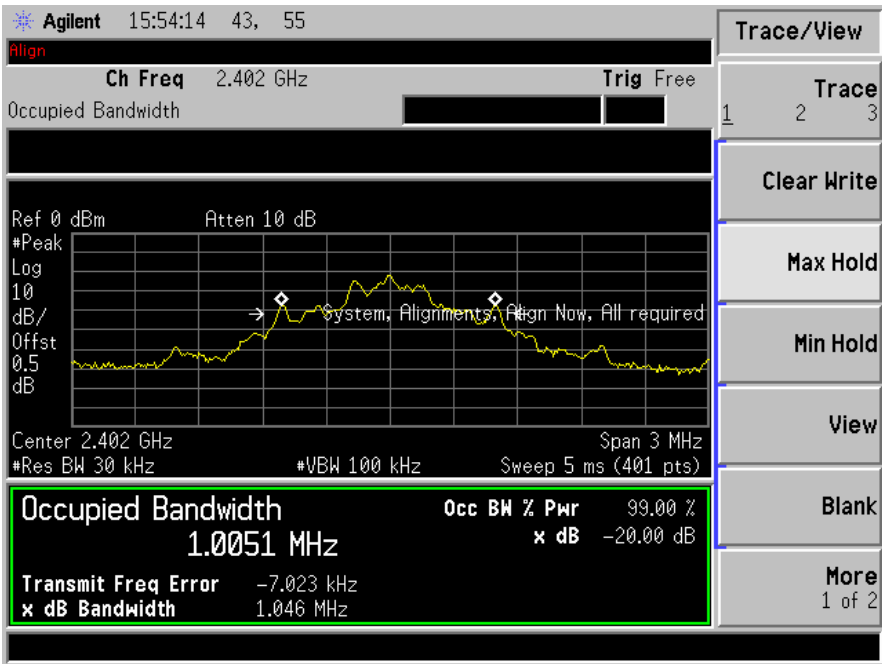 Agilent 15:54:14 43, 55
Trace/View
Align
Ch Freq 2.402 GHz Trig Free
Occupied Bandwidth
Trace
1 2 3
Clear Write
Max Hold
Min Hold
View
Blank
More
1 of 2
Ref 0 dBm Atten 10 dB
#Peak
Log
10
dB/
Offst
0.5
dB
System, Alignments, Align Now, All required
Center 2.402 GHz Span 3 MHz
#Res BW 30 kHz #VBW 100 kHz Sweep 5 ms (401 pts)
Occupied Bandwidth Occ BW % Pwr 99.00 %
1.0051 MHz x dB -20.00 dB
Transmit Freq Error -7.023 kHz
x dB Bandwidth 1.046 MHz